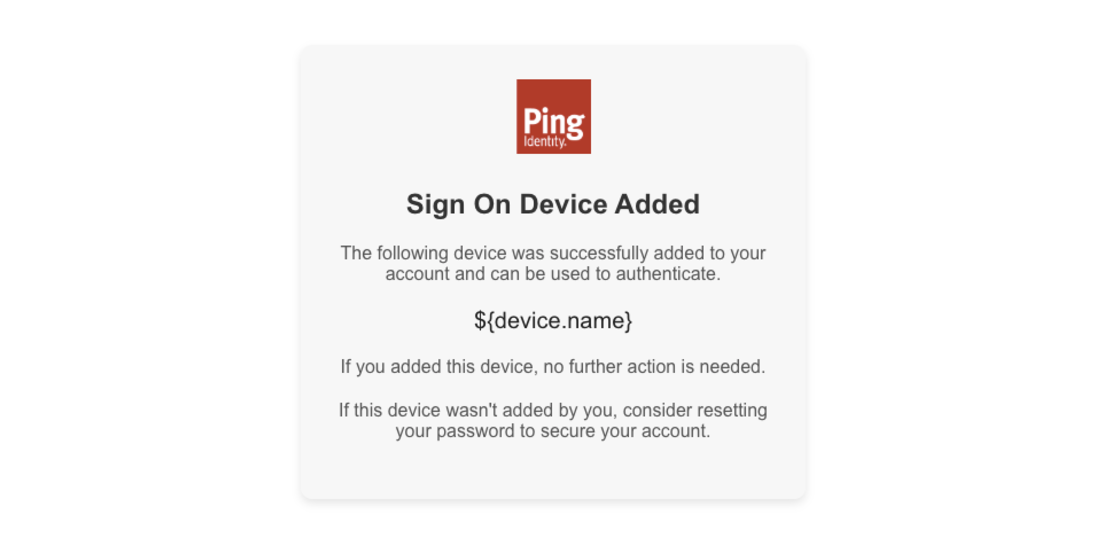 Ping
Identity.
Sign On Device Added
The following device was successfully added to your
account and can be used to authenticate.
${device.name}
If you added this device, no further action is needed.
If this device wasn't added by you, consider resetting
your password to secure your account.